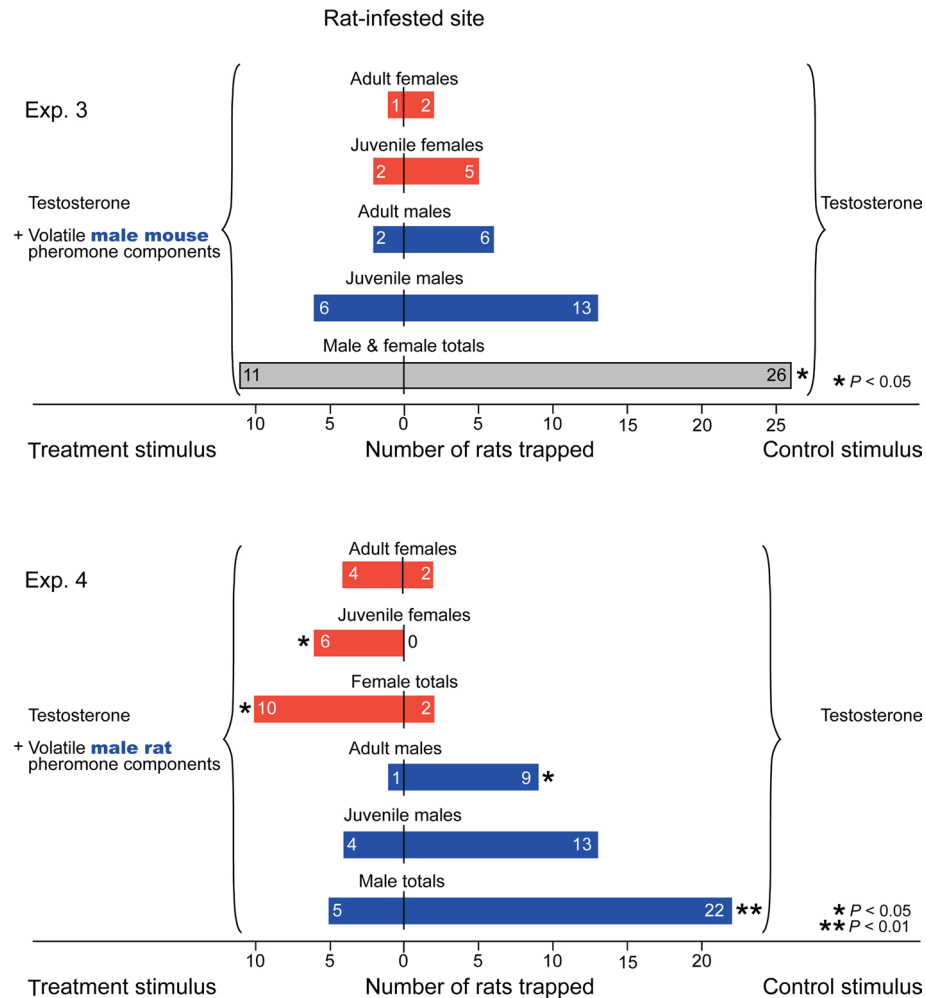 Rat-infested site
Exp. 3
Adult females
1 2
Juvenile females
2 5
Testosterone
+ Volatile male mouse
pheromone components
Adult males
2 6
Testosterone
Juvenile males
6 13
Male & female totals
11 26 *
* P < 0.05
10 5 0 5 10 15 20 25
Treatment stimulus Number of rats trapped Control stimulus
Exp. 4
Adult females
4 2
Juvenile females
* 6 0
Female totals
* 10 2
Testosterone
+ Volatile male rat
pheromone components
Testosterone
Adult males
1 9 *
Juvenile males
4 13
Male totals
5 22 **
* P < 0.05
** P < 0.01
10 5 0 5 10 15 20
Treatment stimulus Number of rats trapped Control stimulus